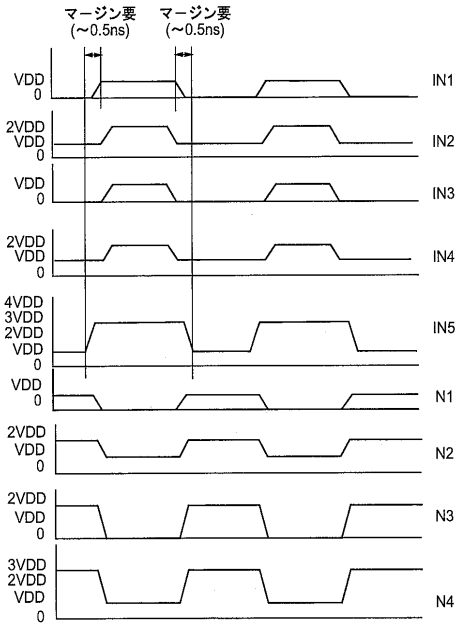 マージン要 マージン要
(~0.5ns) (~0.5ns)
VDD
0
IN1
2VDD
VDD
0
IN2
VDD
0
IN3
2VDD
VDD
0
IN4
4VDD
3VDD
2VDD
VDD
0
IN5
VDD
0
N1
2VDD
VDD
0
N2
2VDD
VDD
0
N3
3VDD
2VDD
VDD
0
N4